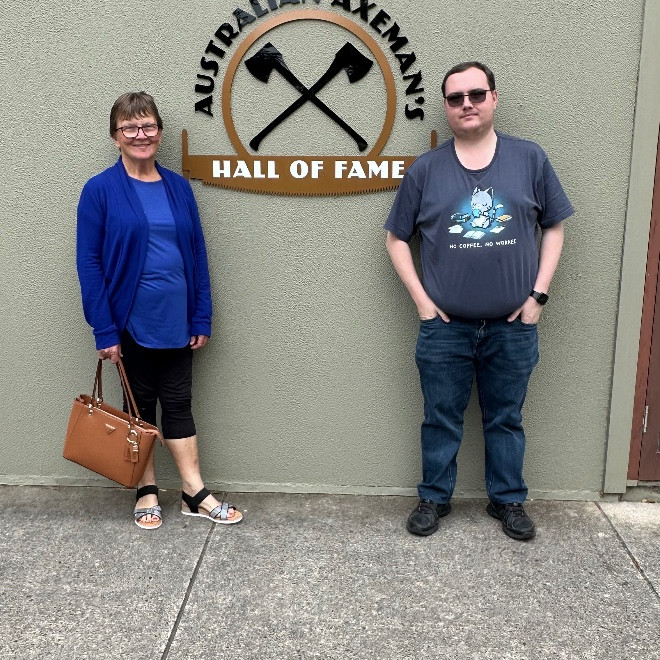 AUSTRALIAN AXEMAN'S
HALL OF FAME
NO COFFEE, NO WORKEE